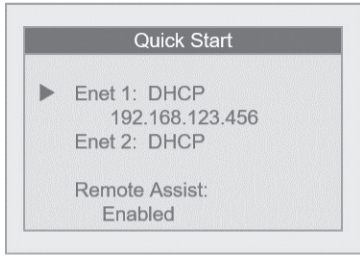 Quick Start
Enet 1: DHCP
192.168.123.456
Enet 2: DHCP
Remote Assist:
Enabled